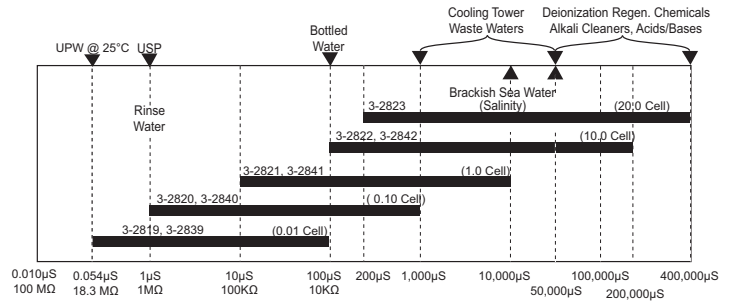 Bottled
Water
Cooling Tower
Waste Waters
Deionization Regen. Chemicals
Alkali Cleaners, Acids/Bases
UPW @ 25°C
USP
Rinse
Water
Brackish Sea Water
(Salinity)
3-2823
(20.0 Cell)
3-2822, 3-2842
(10.0 Cell)
3-2821, 3-2841
(1.0 Cell)
3-2820, 3-2840
( 0.10 Cell)
3-2819, 3-2839
(0.01 Cell)
0.010µS
100 MΩ
0.054µS
18.3 MΩ
1µS
1MΩ
10µS
100KΩ
100µS
10KΩ
200µS
1,000µS
10,000µS
50,000µS
100,000µS
200,000µS
400,000µS